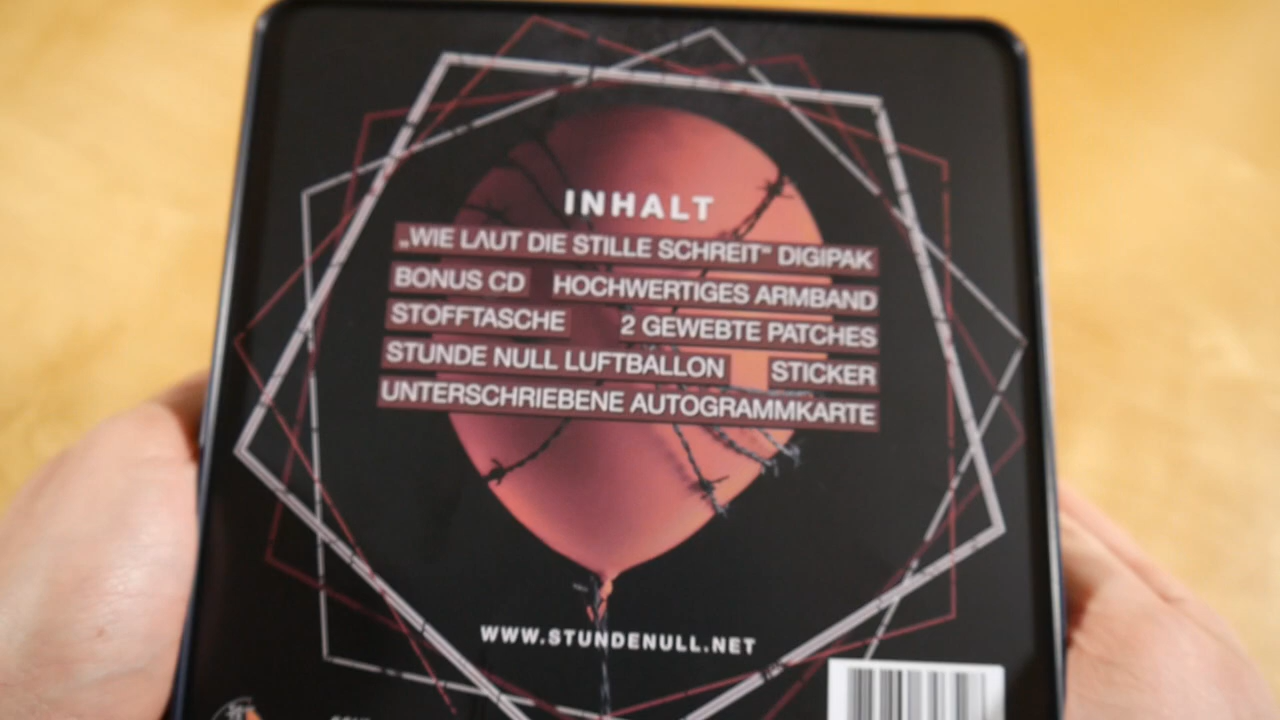 INHALT
„WIE LAUT DIE STILLE SCHREIT" DIGIPAK
BONUS CD HOCHWERTIGES ARMBAND
STOFFTASCHE 2 GEWEBTE PATCHES
STUNDE NULL LUFTBALLON STICKER
UNTERSCHRIEBENE AUTOGRAMMKARTE
WWW.STUNDENULL.NET